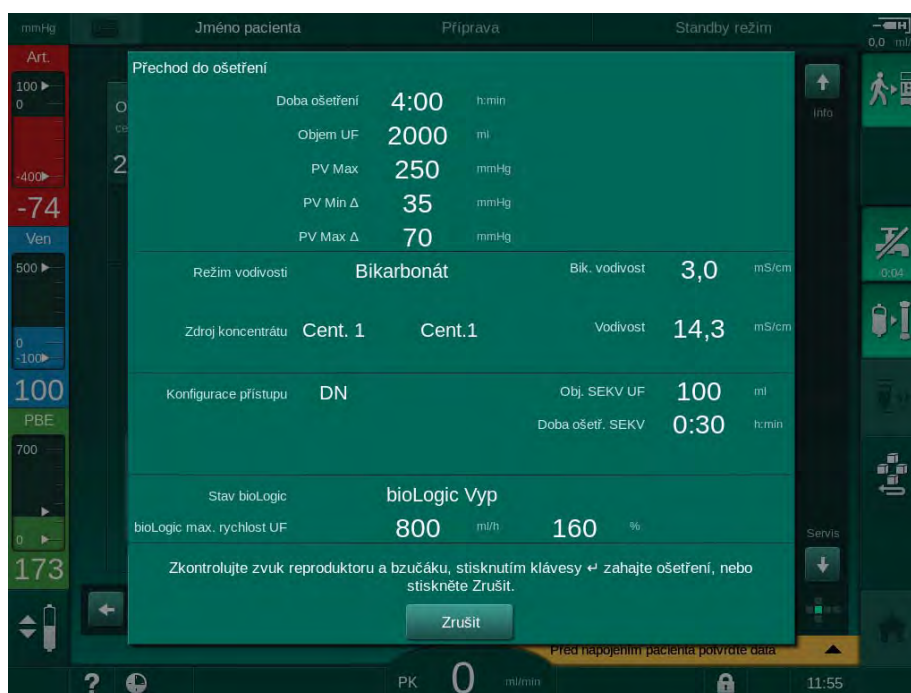 mmHg
Jméno pacienta
Příprava
Standby režim
0,0 ml
Art.
100
0
-400
-74
Ven
500
0
-100
100
PBE
700
0
173
2
Přechod do ošetření
Doba ošetření 4:00 h:min
Objem UF 2000 ml
PV Max 250 mmHg
PV Min Δ 35 mmHg
PV Max Δ 70 mmHg
Režim vodivosti Bikarbonát Bik. vodivost 3,0 mS/cm
Zdroj koncentrátu Cent. 1 Cent.1 Vodivost 14,3 mS/cm
Konfigurace přístupu DN Obj. SEKV UF 100 ml
Doba ošetř. SEKV 0:30 h:min
Stav bioLogic bioLogic Vyp
bioLogic max. rychlost UF 800 ml/h 160 %
Zkontrolujte zvuk reproduktoru a bzučáku, stisknutím klávesy ↵ zahajte ošetření, nebo
stiskněte Zrušit.
Zrušit
Info
Servis
0:04
Před napojením pacienta potvrďte data
? PK 0 ml/min 11:55